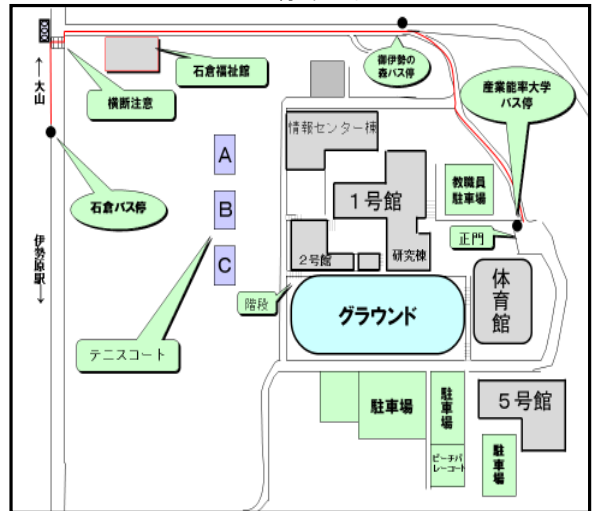 御伊勢の
森バス停
産業能率大学
バス停
石倉福祉館
←大山
横断注意
情報センター棟
A
教職員
駐車場
1号館
石倉バス停
B
正門
2号館
研究棟
伊勢原駅→
C
体
育
館
階段
グラウンド
テニスコート
駐車場
駐
車
場
5号館
ビーチバ
レーコート
駐
車
場